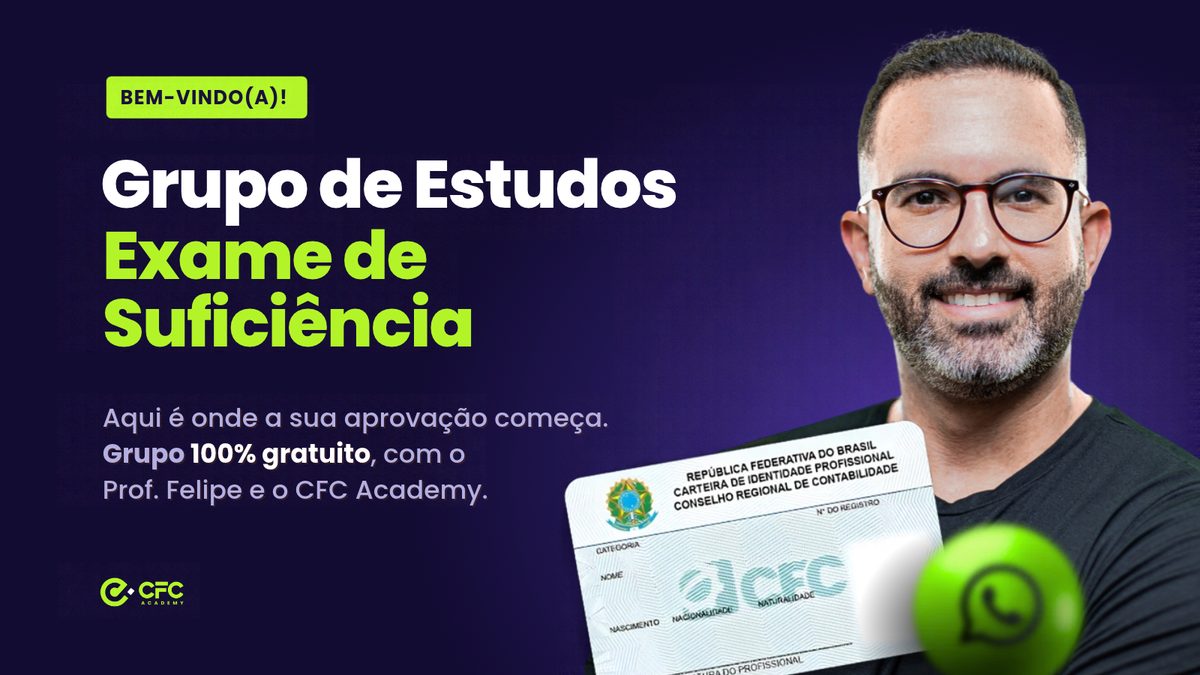 BEM-VINDO(A)!
Grupo de Estudos
Exame de
Suficiência
Aqui é onde a sua aprovação começa.
Grupo 100% gratuito, com o
Prof. Felipe e o CFC Academy.
CFC
ACADEMY
REPÚBLICA FEDERATIVA DO BRASIL
CARTEIRA DE IDENTIDADE PROFISSIONAL
CONSELHO REGIONAL DE CONTABILIDADE
Nº DO REGISTRO
CATEGORIA
NOME
CFC
NASCIMENTO NACIONALIDADE NATURALIDADE
DO PROFISSIONAL